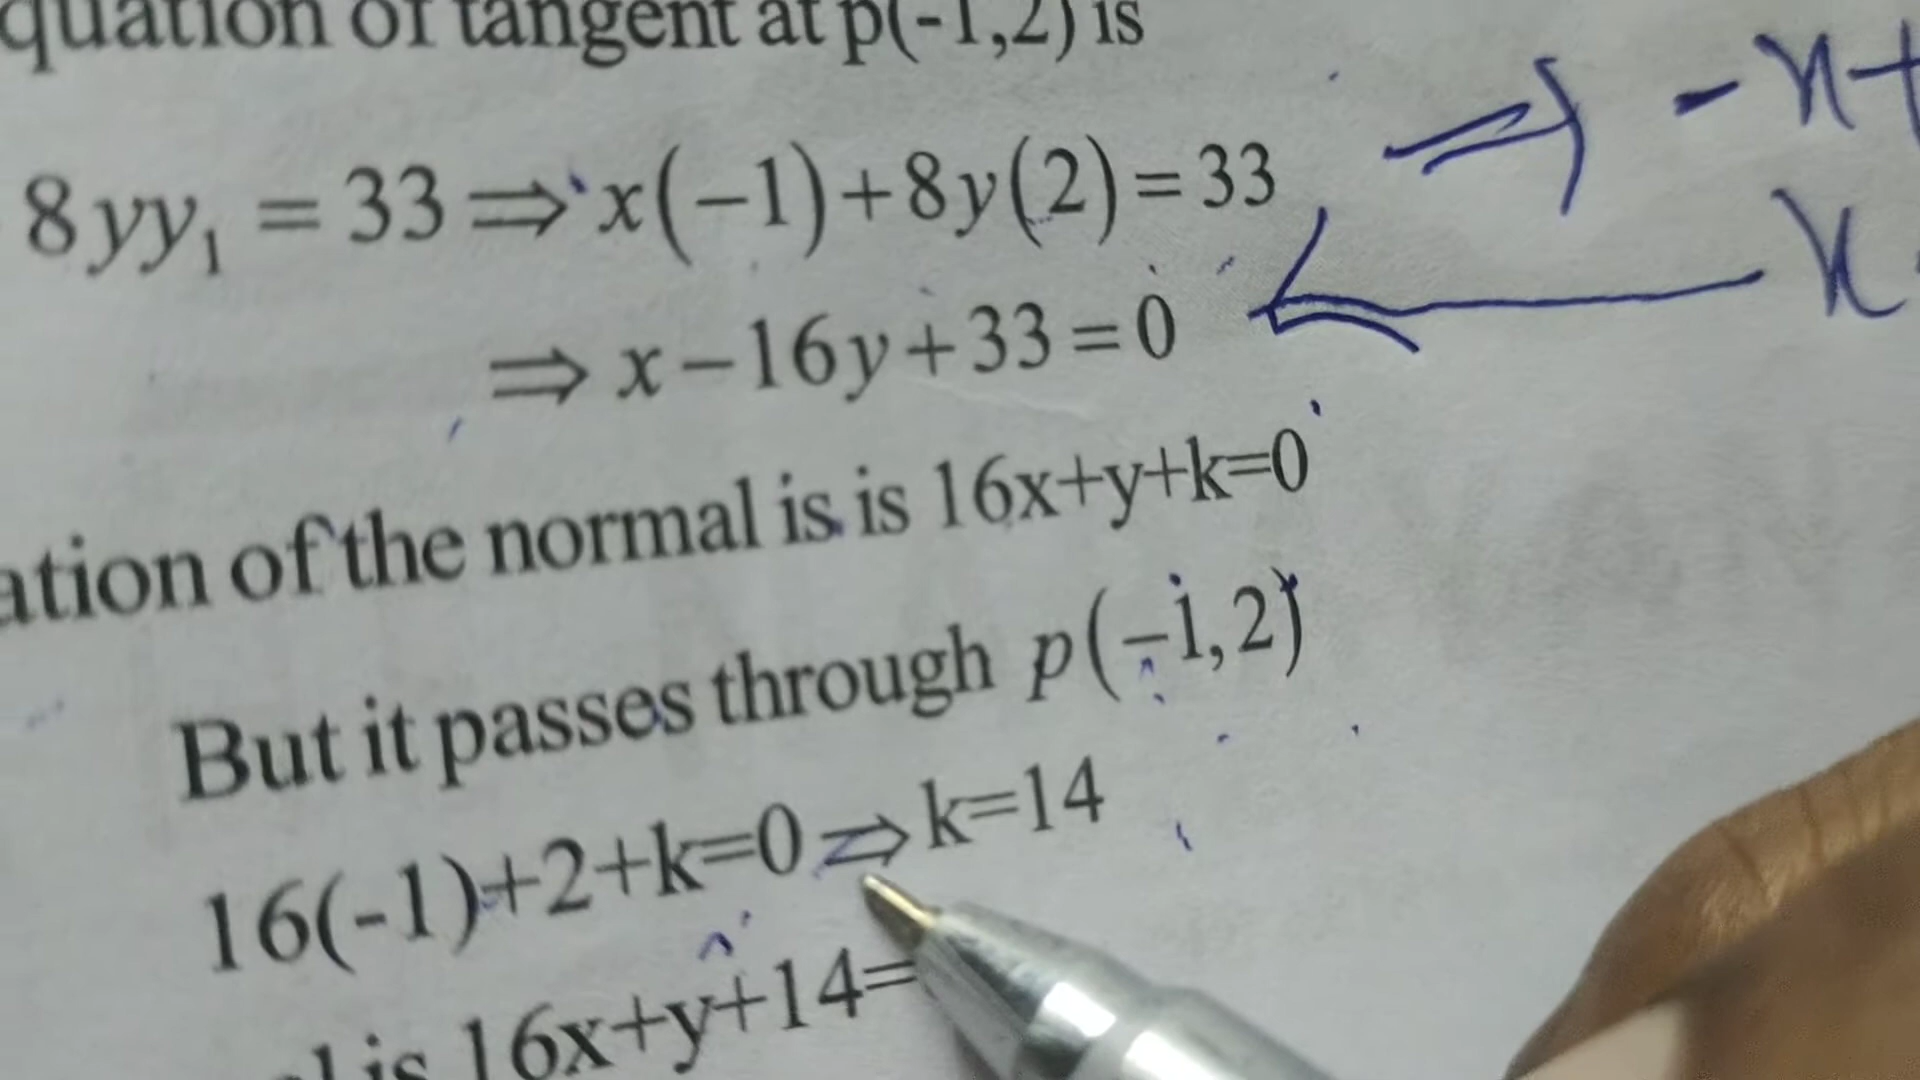 quation of tangent at p(-1,2) is
8yy₁ = 33 ⇒ x(−1)+8y(2)=33 ⇒ -x+
⇒ x−16y+33=0 ⇐ x
ation of the normal is is 16x+y+k=0
But it passes through p(−1,2)
16(-1)+2+k=0⇒k=14
l is 16x+y+14=